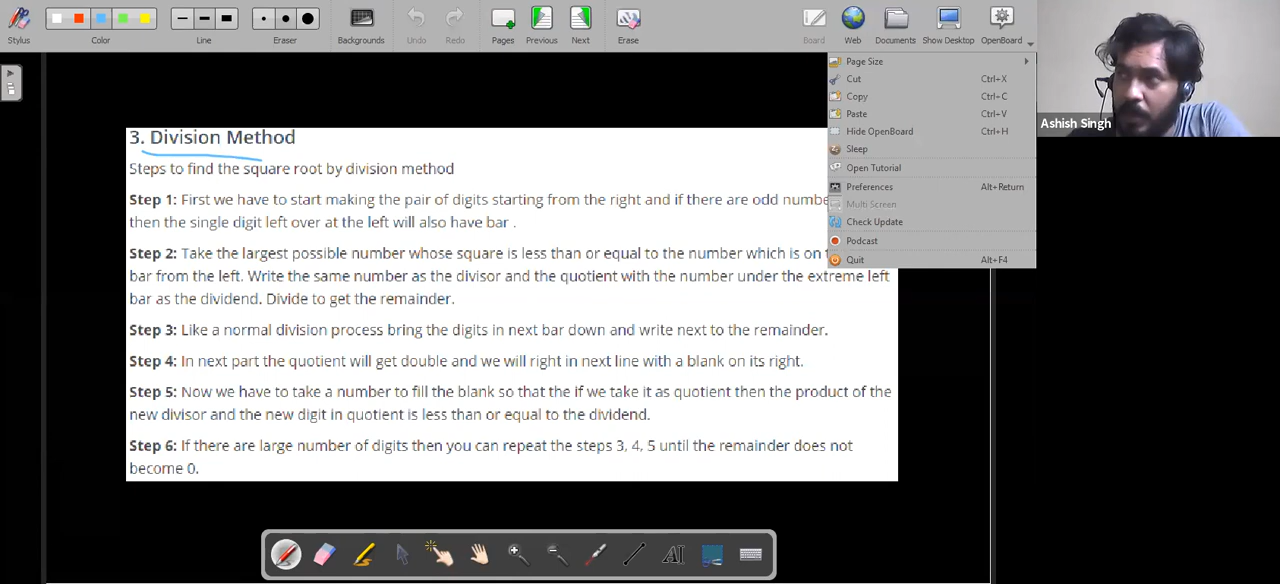 Stylus
Color
Line
Eraser
Backgrounds
Undo
Redo
Pages
Previous
Next
Erase
Board
Web
Documents
Show Desktop
OpenBoard
Page Size
Cut Ctrl+X
Copy Ctrl+C
Paste Ctrl+V
Hide OpenBoard Ctrl+H
Sleep
Open Tutorial
Preferences Alt+Return
Multi Screen
Check Update
Podcast
Quit Alt+F4
Ashish Singh
3. Division Method
Steps to find the square root by division method
Step 1: First we have to start making the pair of digits starting from the right and if there are odd
then the single digit left over at the left will also have bar .
Step 2: Take the largest possible number whose square is less than or equal to the number which is on
bar from the left. Write the same number as the divisor and the quotient with the number under the extreme left
bar as the dividend. Divide to get the remainder.
Step 3: Like a normal division process bring the digits in next bar down and write next to the remainder.
Step 4: In next part the quotient will get double and we will right in next line with a blank on its right.
Step 5: Now we have to take a number to fill the blank so that the if we take it as quotient then the product of the
new divisor and the new digit in quotient is less than or equal to the dividend.
Step 6: If there are large number of digits then you can repeat the steps 3, 4, 5 until the remainder does not
become 0.
AI